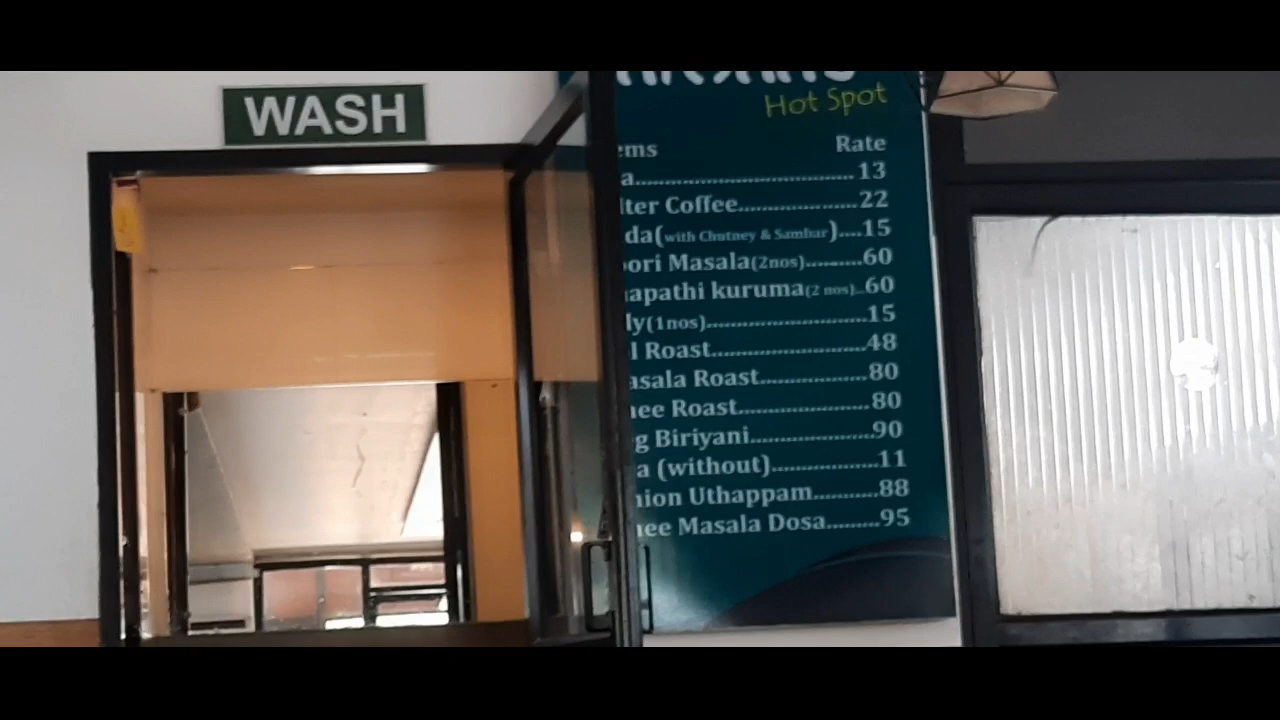 WASH
Hot Spot
ems Rate
a 13
lter Coffee 22
da(with Chutney & Sambar) 15
oori Masala(2nos) 60
apathi kuruma(2 nos) 60
ly(1nos) 15
l Roast 48
asala Roast 80
hee Roast 80
g Biriyani 90
a (without) 11
nion Uthappam 88
hee Masala Dosa 95